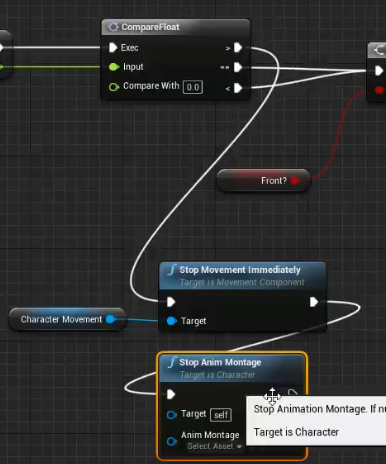 CompareFloat
Exec
>
Input
==
Compare With 0.0
<
Front?
Stop Movement Immediately
Target is Movement Component
Character Movement
Target
Stop Anim Montage
Target is Character
Stop Animation Montage. If
Target self
Target is Character
Anim Montage
Select Asset